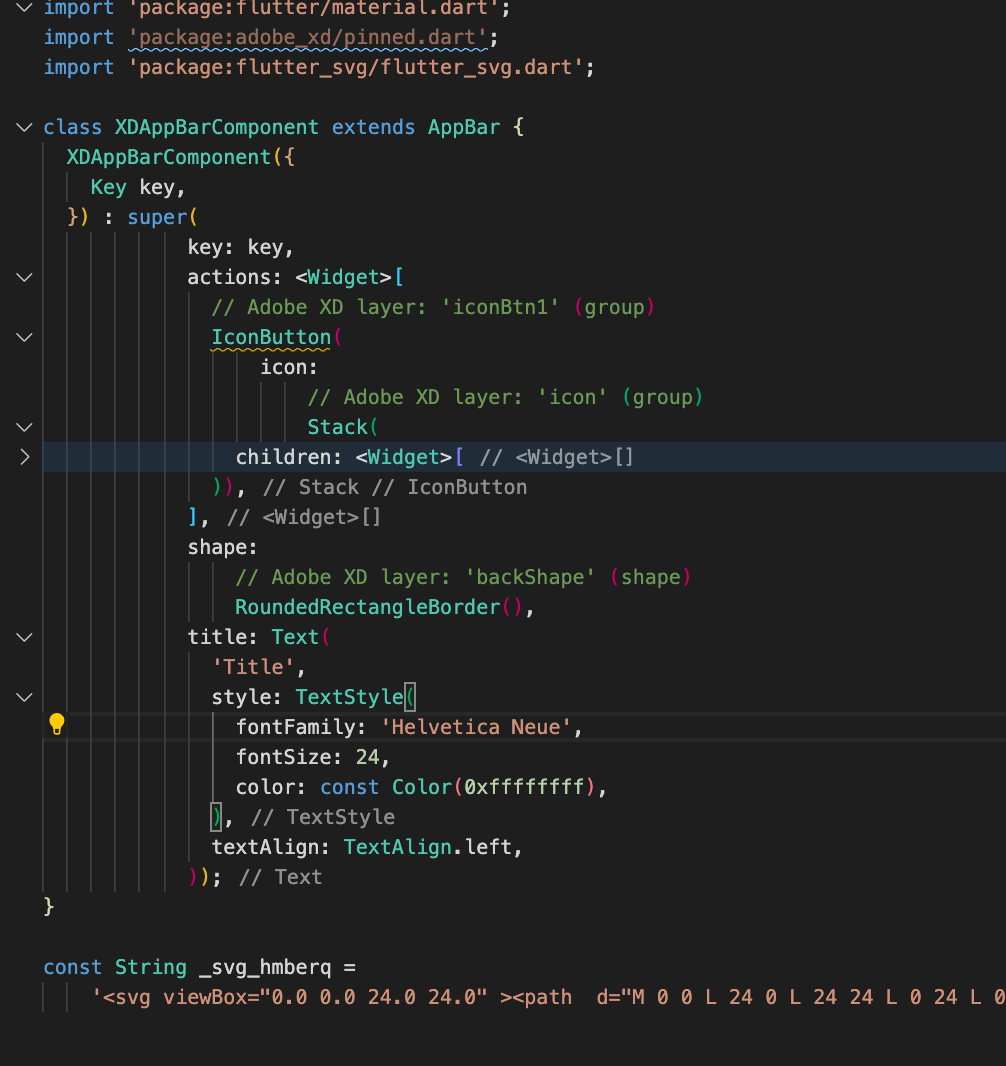 import 'package:flutter/material.dart';
import 'package:adobe_xd/pinned.dart';
import 'package:flutter_svg/flutter_svg.dart';
class XDAppBarComponent extends AppBar {
XDAppBarComponent({
Key key,
}) : super(
key: key,
actions: <Widget>[
// Adobe XD layer: 'iconBtn1' (group)
IconButton(
icon:
// Adobe XD layer: 'icon' (group)
Stack(
children: <Widget>[ // <Widget>[]
)), // Stack // IconButton
], // <Widget>[]
shape:
// Adobe XD layer: 'backShape' (shape)
RoundedRectangleBorder(),
title: Text(
'Title',
style: TextStyle(
fontFamily: 'Helvetica Neue',
fontSize: 24,
color: const Color(0xffffffff),
), // TextStyle
textAlign: TextAlign.left,
)); // Text
}
const String _svg_hmberq =
'<svg viewBox="0.0 0.0 24.0 24.0" ><path  d="M 0 0 L 24 0 L 24 24 L 0 24 L 0